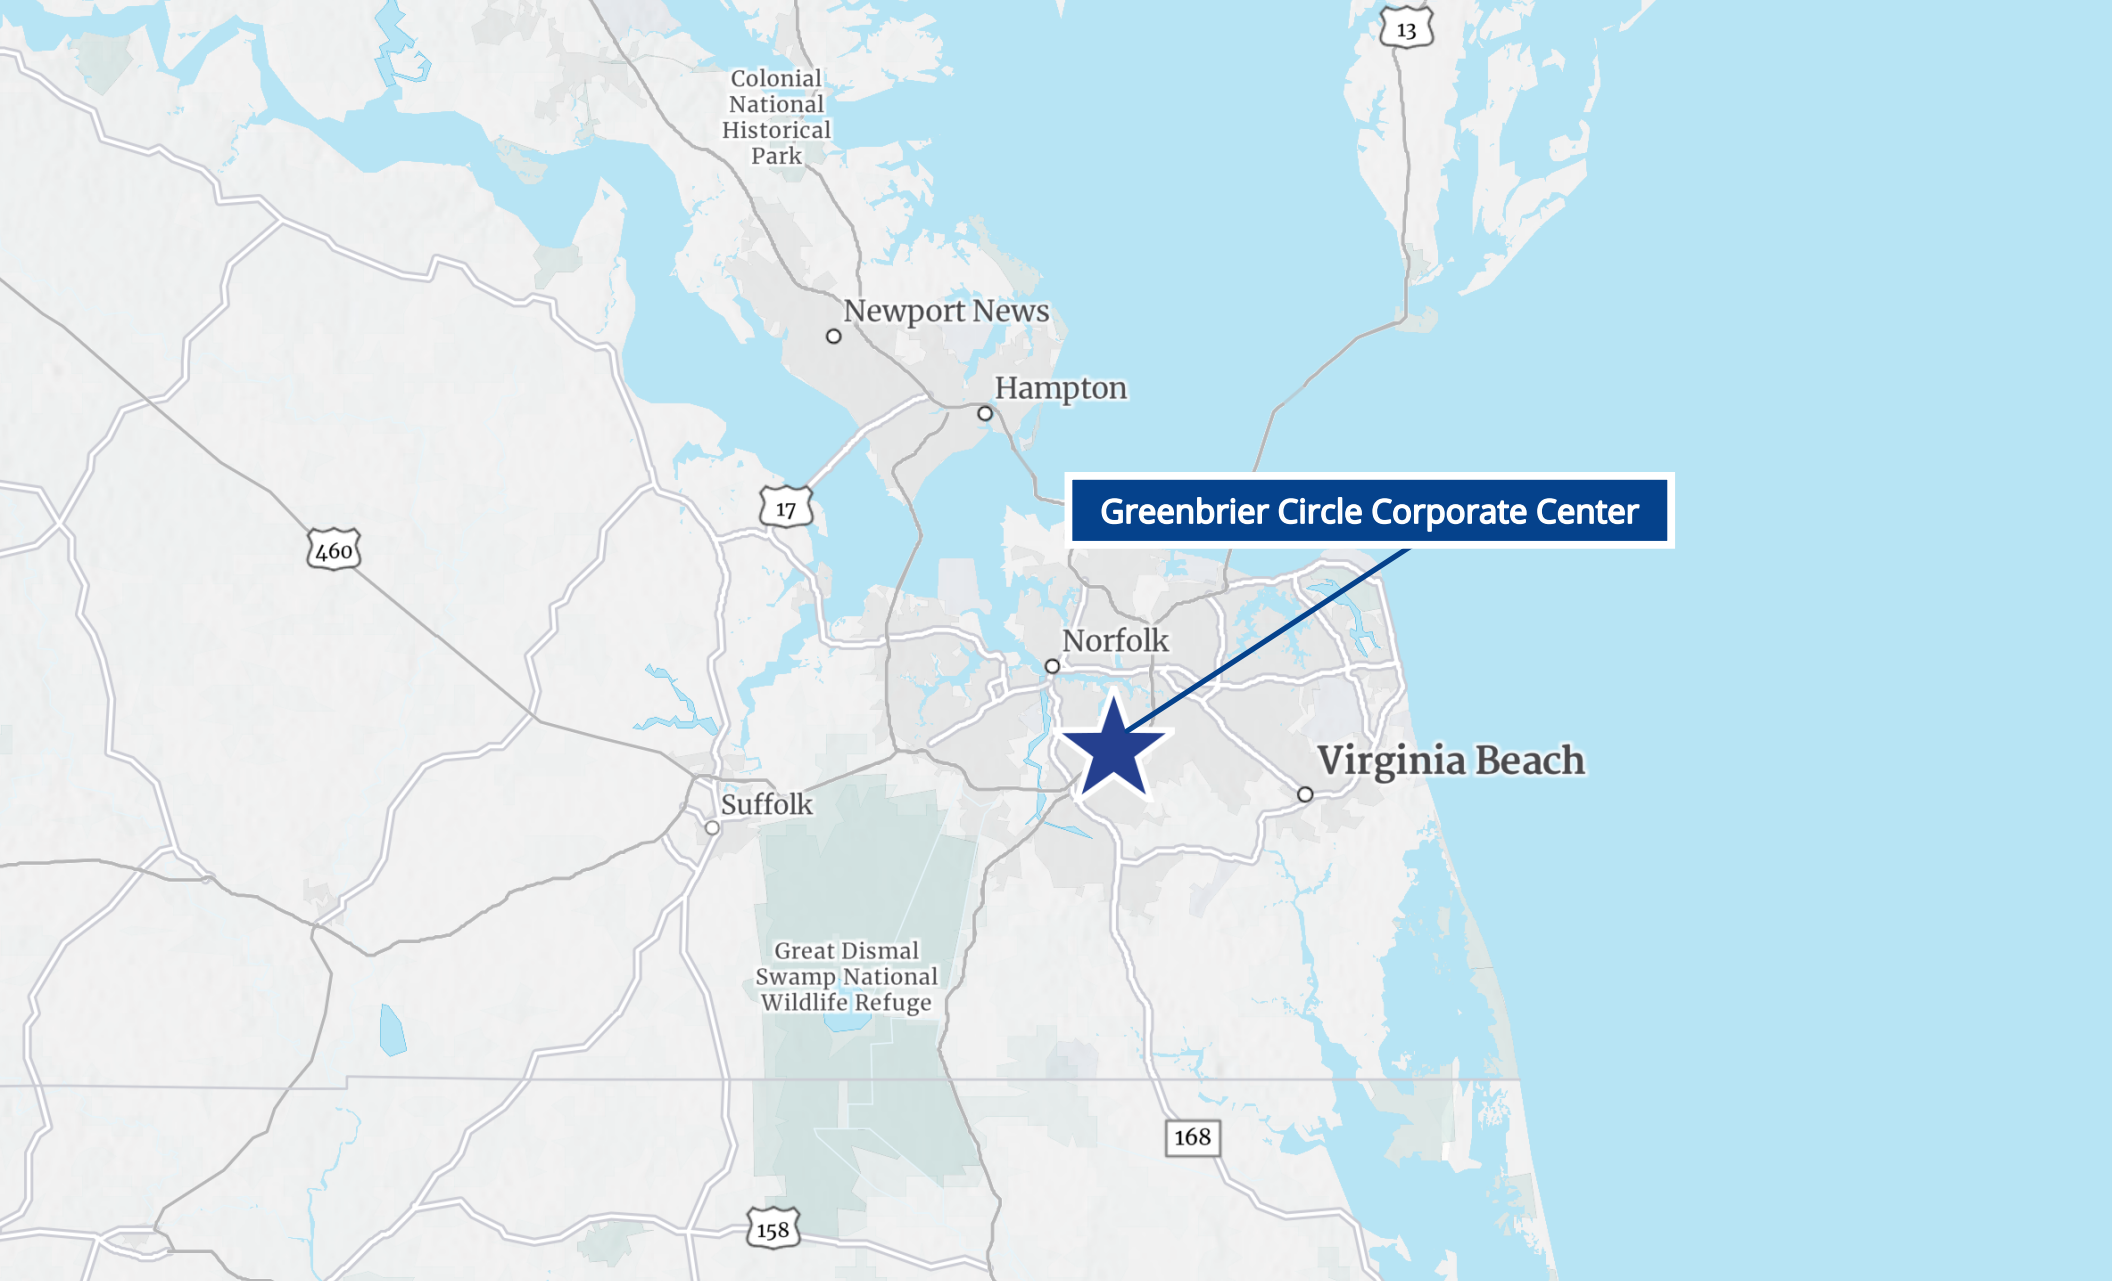 13
Colonial
National
Historical
Park
Newport News
Hampton
17
Greenbrier Circle Corporate Center
460
Norfolk
Virginia Beach
Suffolk
Great Dismal
Swamp National
Wildlife Refuge
168
158